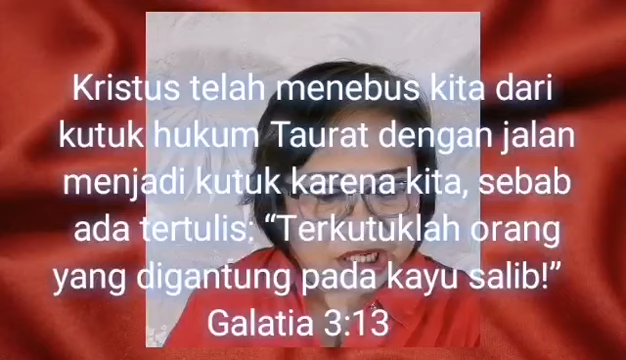 Kristus telah menebus kita dari
kutuk hukum Taurat dengan jalan
menjadi kutuk karena kita, sebab
ada tertulis: “Terkutuklah orang
yang digantung pada kayu salib!”
Galatia 3:13